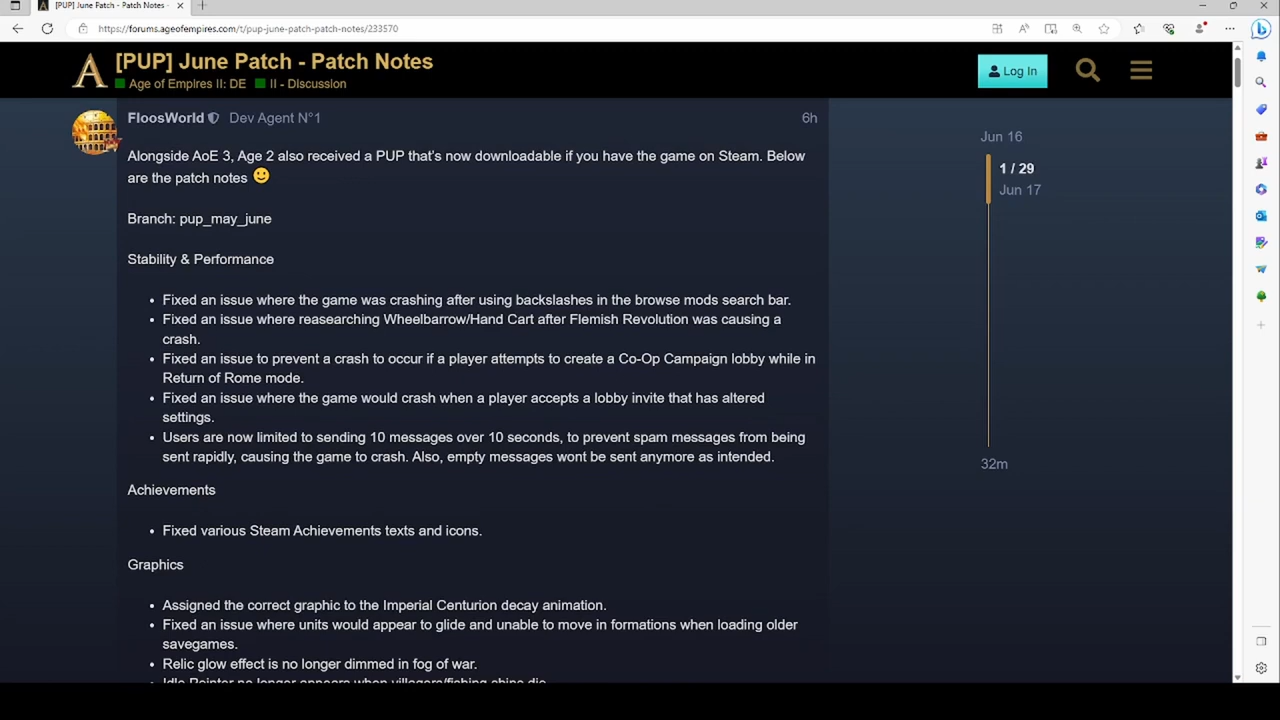 [PUP] June Patch - Patch Notes -
https://forums.ageofempires.com/t/pup-june-patch-patch-notes/233570
[PUP] June Patch - Patch Notes
Age of Empires II: DE II - Discussion
Log In
FloosWorld Dev Agent N°1 6h
Alongside AoE 3, Age 2 also received a PUP that's now downloadable if you have the game on Steam. Below
are the patch notes
Branch: pup_may_june
Stability & Performance
• Fixed an issue where the game was crashing after using backslashes in the browse mods search bar.
• Fixed an issue where reasearching Wheelbarrow/Hand Cart after Flemish Revolution was causing a
crash.
• Fixed an issue to prevent a crash to occur if a player attempts to create a Co-Op Campaign lobby while in
Return of Rome mode.
• Fixed an issue where the game would crash when a player accepts a lobby invite that has altered
settings.
• Users are now limited to sending 10 messages over 10 seconds, to prevent spam messages from being
sent rapidly, causing the game to crash. Also, empty messages wont be sent anymore as intended.
Achievements
• Fixed various Steam Achievements texts and icons.
Graphics
• Assigned the correct graphic to the Imperial Centurion decay animation.
• Fixed an issue where units would appear to glide and unable to move in formations when loading older
savegames.
• Relic glow effect is no longer dimmed in fog of war.
• Idle Pointer no longer appears when villagers/fishing ships die
Jun 16
1 / 29
Jun 17
32m